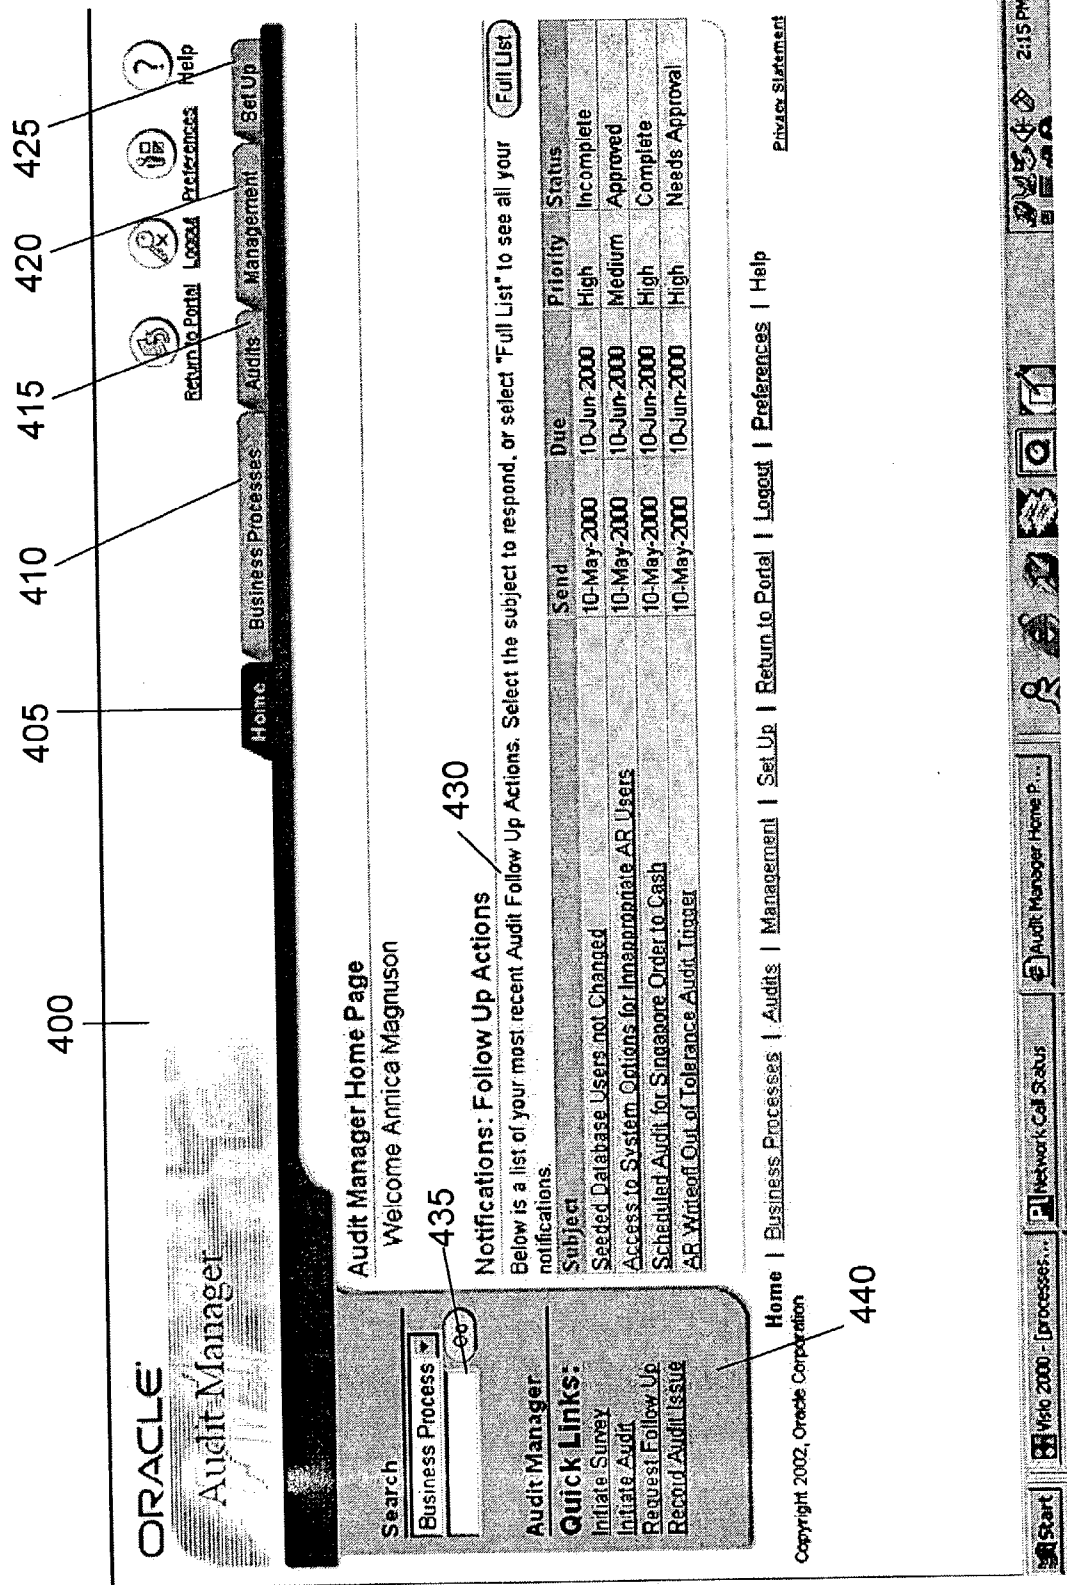 400
405
410
415
420
425
ORACLE
Audit Manager
Return to Portal Logout Preferences Help
Home Business Processes Audits Management Set Up
Search
Business Process
Go
435
Audit Manager
Quick Links:
Initiate Survey
Initiate Audit
Request Follow Up
Record Audit Issue
440
Audit Manager Home Page
Welcome Annica Magnuson
Notifications: Follow Up Actions
430
Below is a list of your most recent Audit Follow Up Actions. Select the subject to respond, or select "Full List" to see all your
notifications.
Full List
Subject Send Due Priority Status
Seeded Database Users not Changed 10-May-2000 10-Jun-2000 High Incomplete
Access to System Options for Innappropriate AR Users 10-May-2000 10-Jun-2000 Medium Approved
Scheduled Audit for Singapore Order to Cash 10-May-2000 10-Jun-2000 High Complete
AR Writeoff Out of Tolerance Audit Trigger 10-May-2000 10-Jun-2000 High Needs Approval
Home | Business Processes | Audits | Management | Set Up | Return to Portal | Logout | Preferences | Help
Copyright 2002, Oracle Corporation
Privacy Statement
Start Visio 2000 - [processes... Network Call Status Audit Manager Home P... 2:15 PM